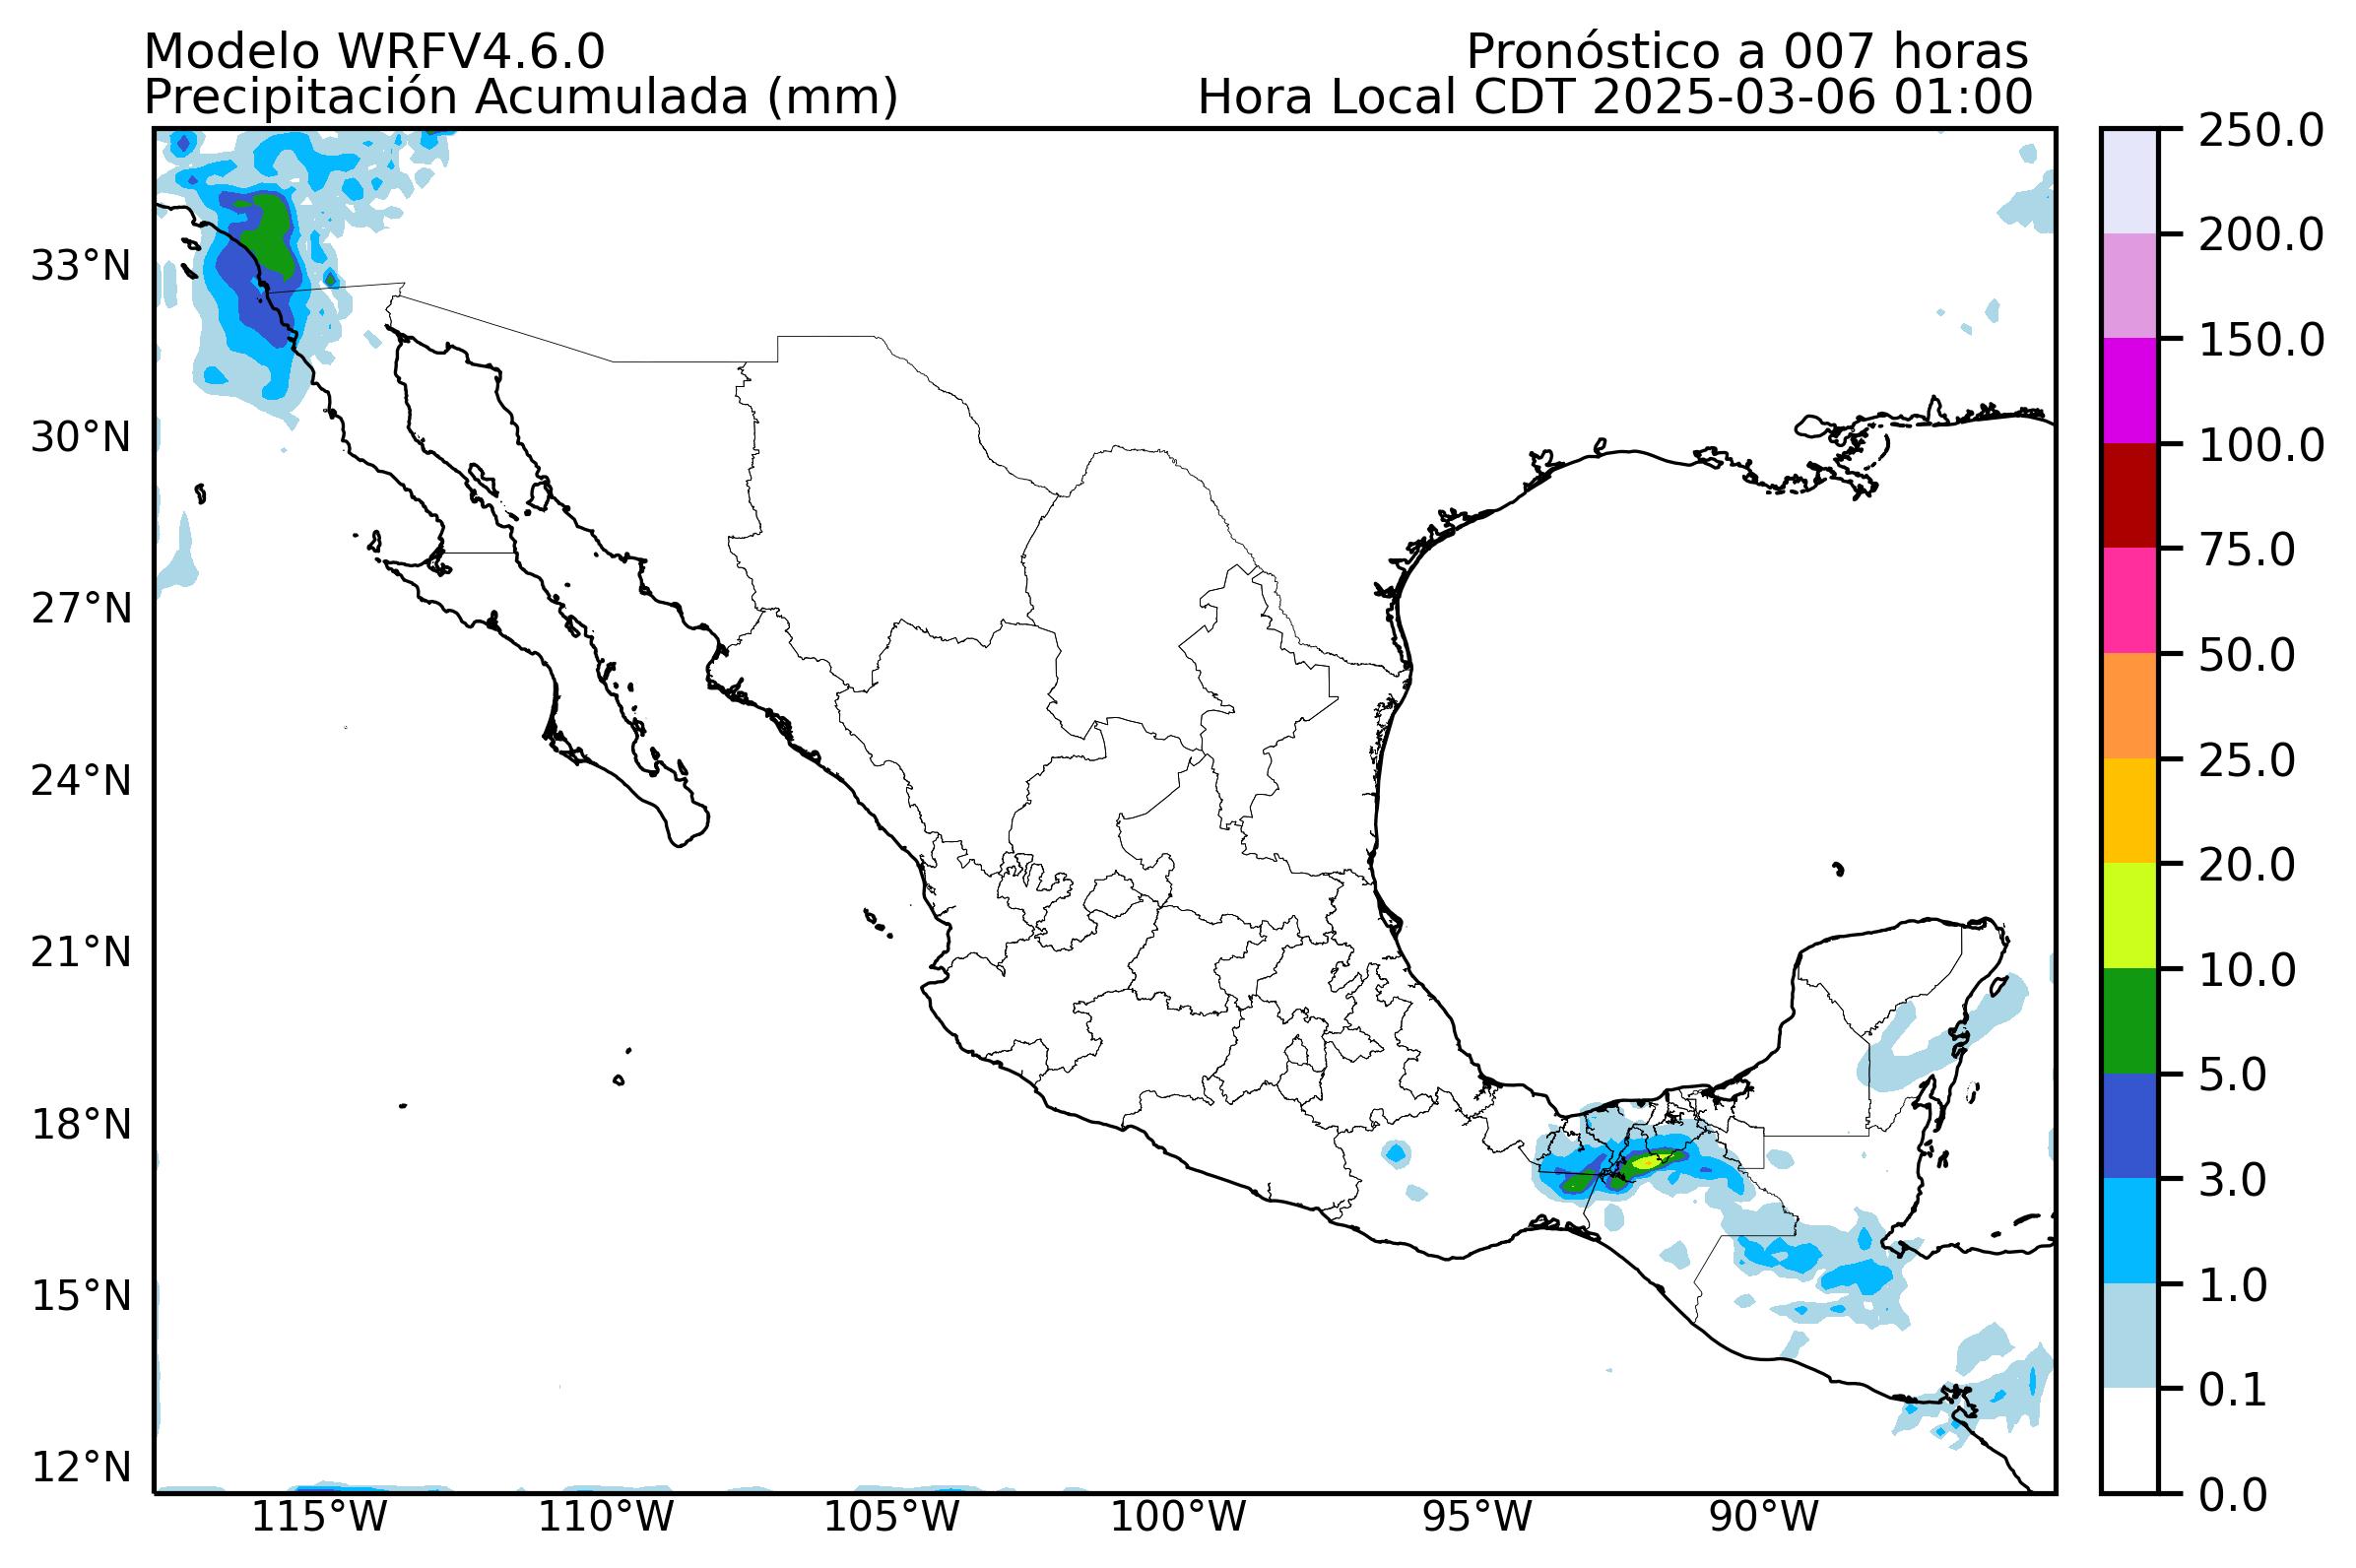 Modelo WRFV4.6.0
Pronóstico a 007 horas
Precipitación Acumulada (mm)
Hora Local CDT 2025-03-06 01:00
33°N
30°N
27°N
24°N
21°N
18°N
15°N
12°N
115°W
110°W
105°W
100°W
95°W
90°W
250.0
200.0
150.0
100.0
75.0
50.0
25.0
20.0
10.0
5.0
3.0
1.0
0.1
0.0